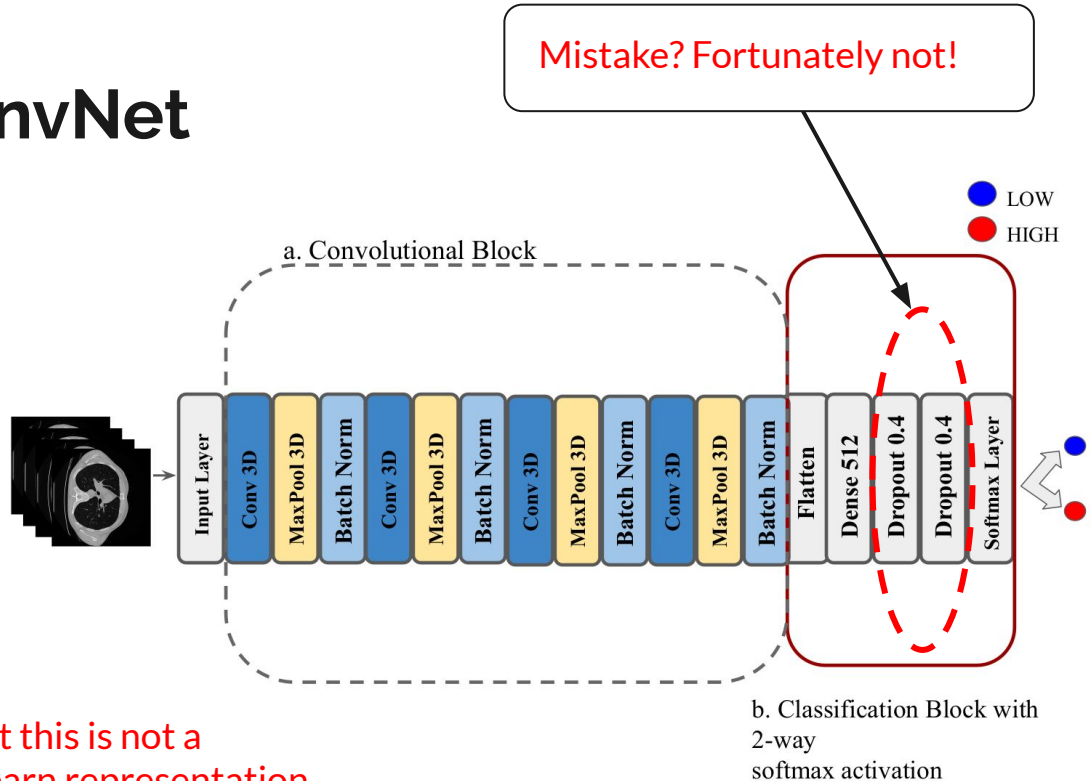 Mistake? Fortunately not!
nvNet
LOW
HIGH
a. Convolutional Block
Input Layer
Conv 3D
MaxPool 3D
Batch Norm
Conv 3D
MaxPool 3D
Batch Norm
Conv 3D
MaxPool 3D
Batch Norm
Conv 3D
MaxPool 3D
Batch Norm
Flatten
Dense 512
Dropout 0.4
Dropout 0.4
Softmax Layer
b. Classification Block with
2-way
softmax activation
t this is not a
earn representation